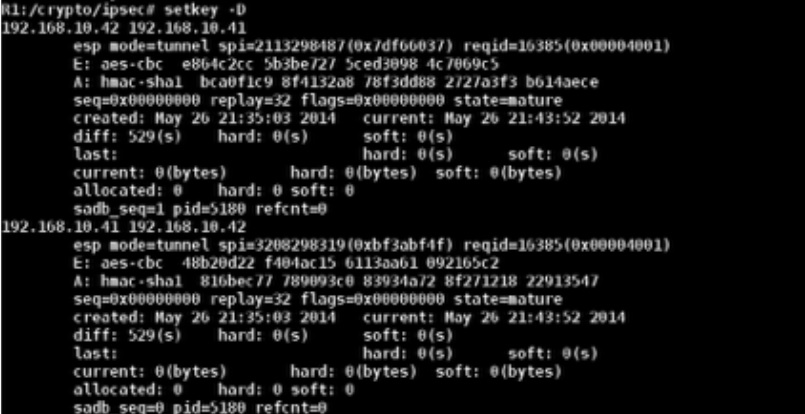 R1:/crypto/ipsec# setkey -D
192.168.10.42 192.168.10.41
esp mode=tunnel spi=2113298487(0x7df66037) reqid=16385(0x00004001)
E: aes-cbc e864c2cc 5b3be727 5ced3098 4c7069c5
A: hmac-sha1 bca0f1c9 8f4132a8 78f3dd88 2727a3f3 b614aece
seq=0x00000000 replay=32 flags=0x00000000 state=mature
created: May 26 21:35:03 2014 current: May 26 21:43:52 2014
diff: 529(s) hard: 0(s) soft: 0(s)
last: hard: 0(s) soft: 0(s)
current: 0(bytes) hard: 0(bytes) soft: 0(bytes)
allocated: 0 hard: 0 soft: 0
sadb_seq=1 pid=5180 refcnt=0
192.168.10.41 192.168.10.42
esp mode=tunnel spi=3208298319(0xbf3abf4f) reqid=16385(0x00004001)
E: aes-cbc 48b20d22 f404ac15 6113aa61 092165c2
A: hmac-sha1 816bec77 789093c0 83934a72 8f271218 22913547
seq=0x00000000 replay=32 flags=0x00000000 state=mature
created: May 26 21:35:03 2014 current: May 26 21:43:52 2014
diff: 529(s) hard: 0(s) soft: 0(s)
last: hard: 0(s) soft: 0(s)
current: 0(bytes) hard: 0(bytes) soft: 0(bytes)
allocated: 0 hard: 0 soft: 0
sadb_seq=0 pid=5180 refcnt=0